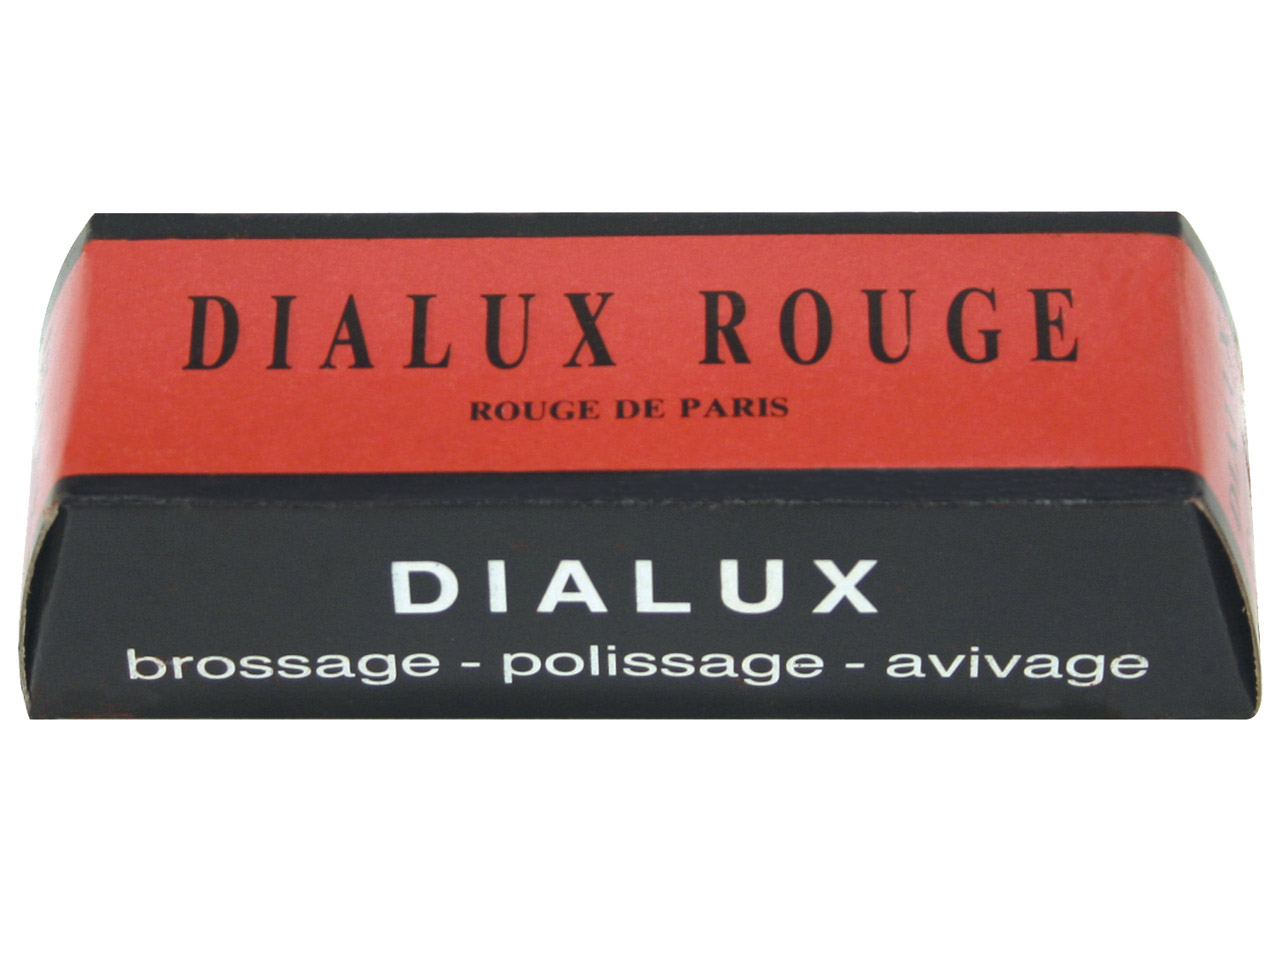 DIALUX ROUGE
ROUGE DE PARIS
DIALUX
brossage - polissage - avivage